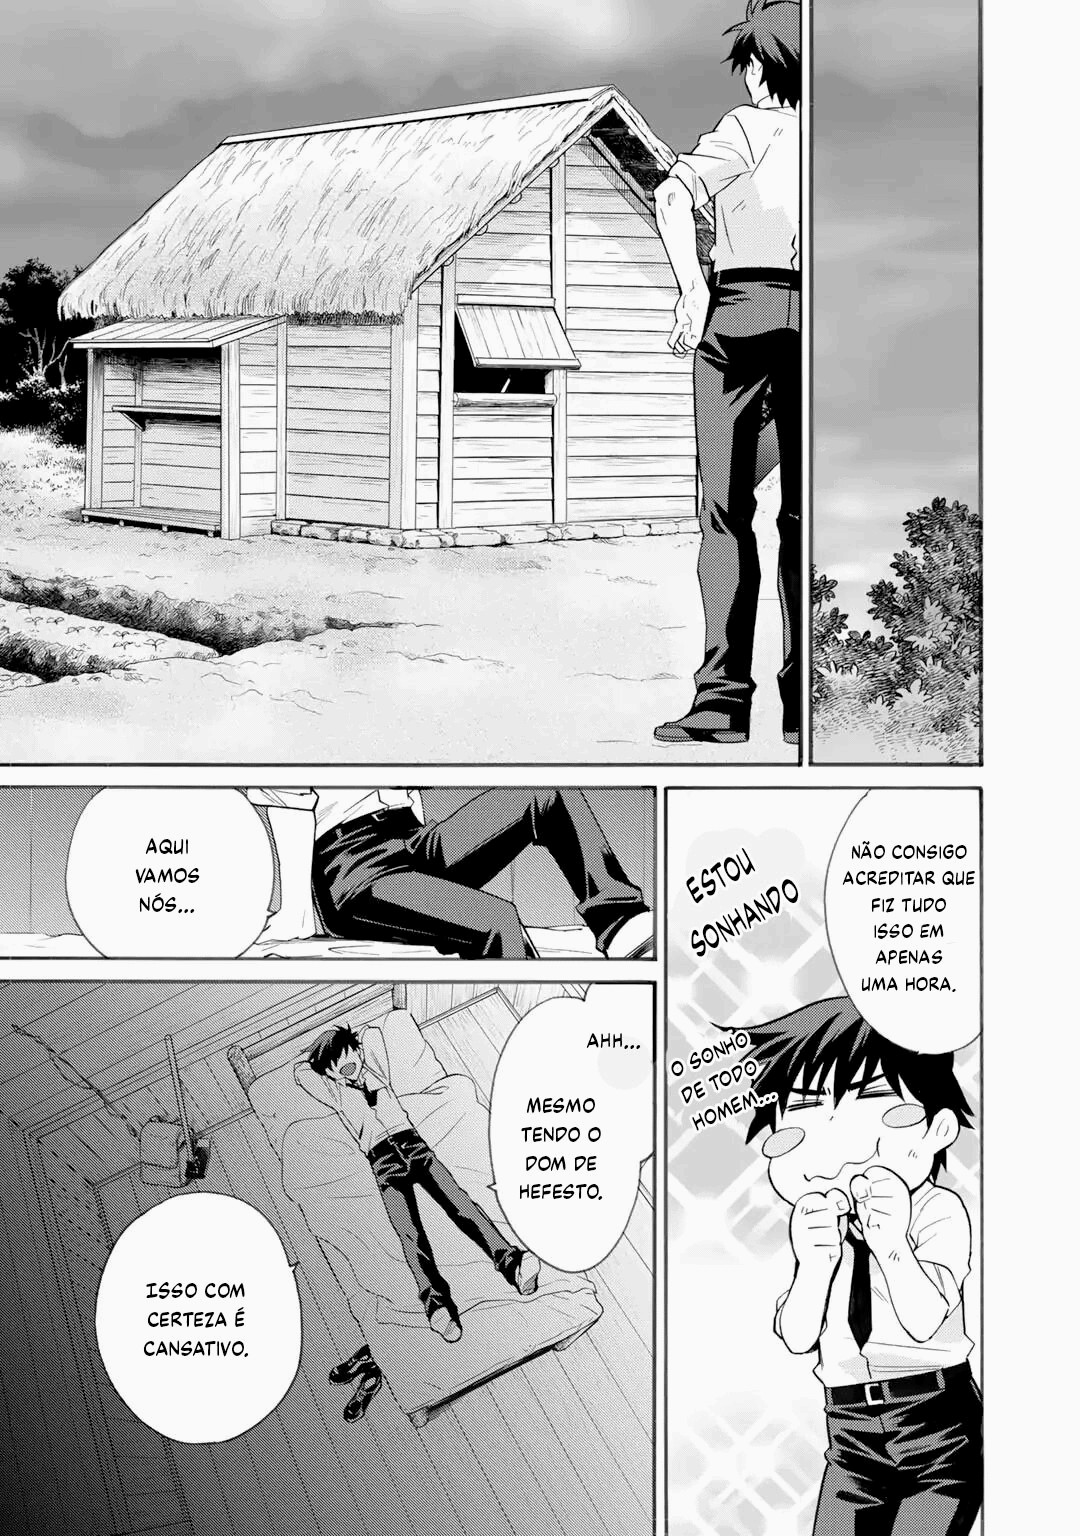 NÃO CONSIGO
ACREDITAR QUE
FIZ TUDO
ISSO EM
APENAS
UMA HORA.
ESTOU
SONHANDO
O SONHO
DE TODO
HOMEM...
AQUI
VAMOS
NÓS...
AHH...
MESMO
TENDO O
DOM DE
HEFESTO.
ISSO COM
CERTEZA É
CANSATIVO.